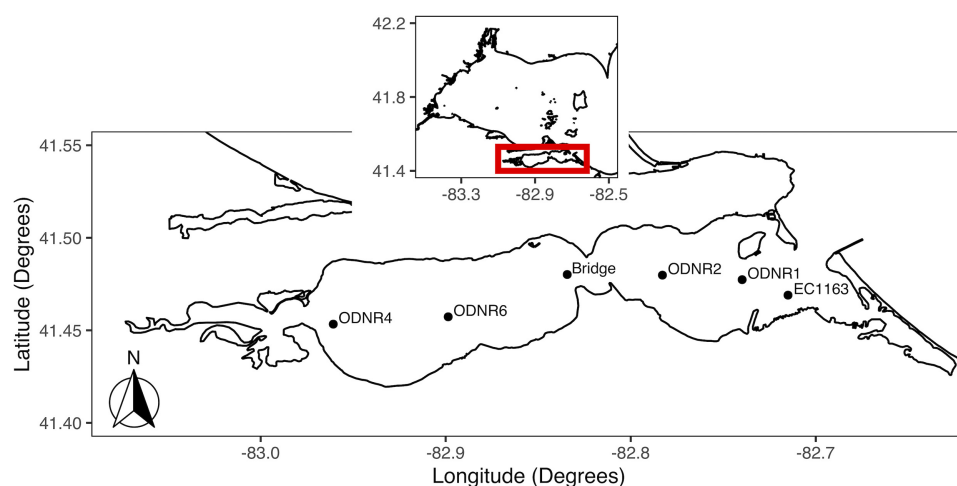 42.2
41.8
41.4
-83.3 -82.9 -82.5
41.55
41.50
41.45
41.40
Latitude (Degrees)
Bridge
ODNR2
ODNR1
EC1163
ODNR4
ODNR6
N
-83.0 -82.9 -82.8 -82.7
Longitude (Degrees)